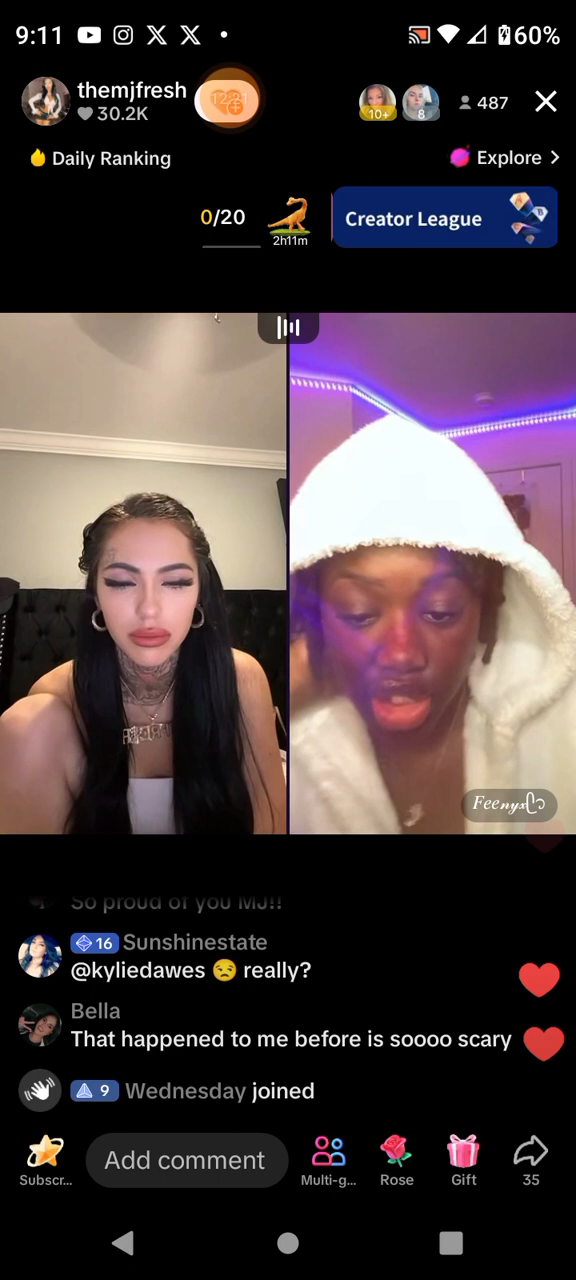 9:11
60%
themjfresh
30.2K
10+
8
487
Daily Ranking
Explore
0/20
2h11m
Creator League
Feenyx
So proud of you MJ!!
16 Sunshinestate
@kyliedawes 😒 really?
Bella
That happened to me before is soooo scary
9 Wednesday joined
Subscr...
Add comment
Multi-g...
Rose
Gift
35